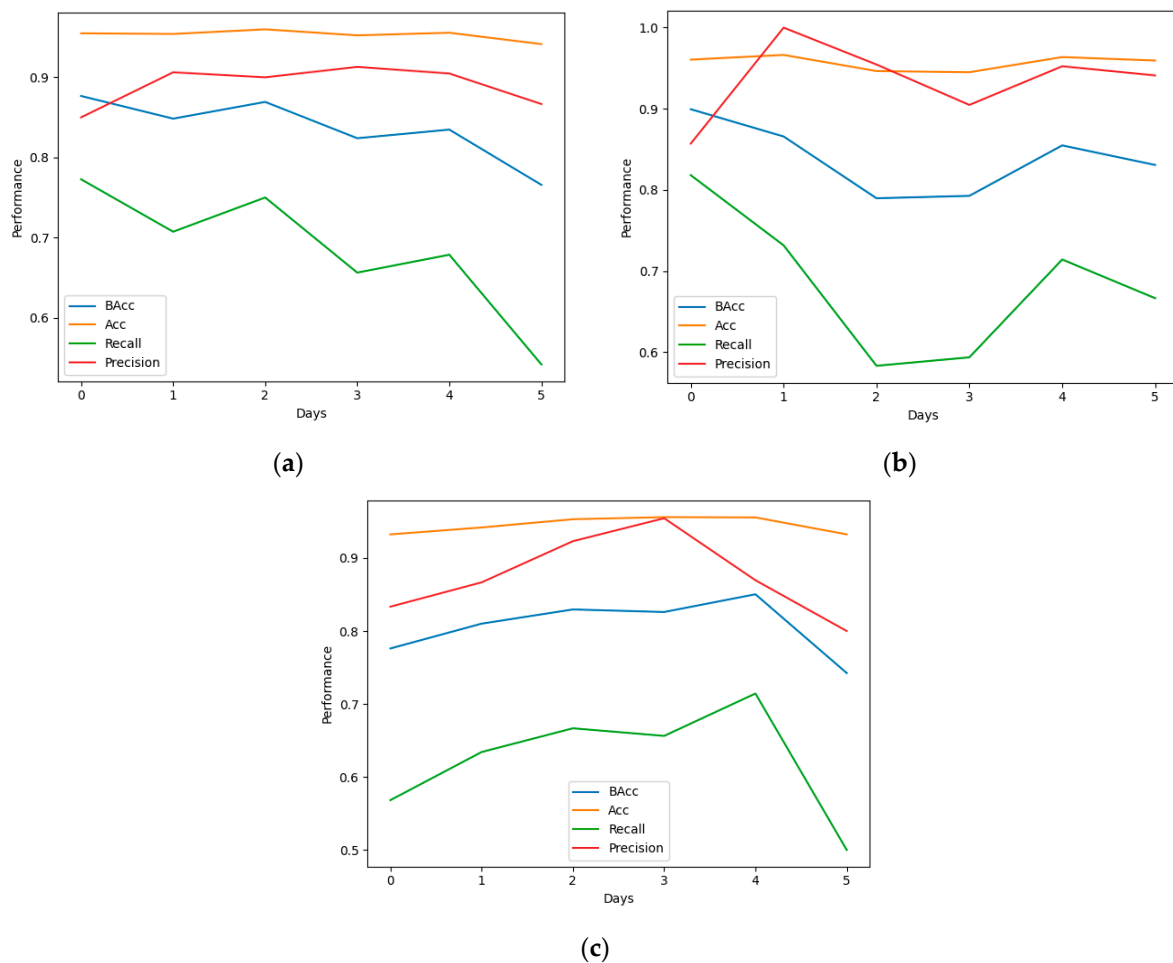 0.9
0.8
0.7
0.6
Performance
BAcc
Acc
Recall
Precision
0 1 2 3 4 5
Days
(a)
1.0
0.9
0.8
0.7
0.6
Performance
BAcc
Acc
Recall
Precision
0 1 2 3 4 5
Days
(b)
0.9
0.8
0.7
0.6
0.5
Performance
BAcc
Acc
Recall
Precision
0 1 2 3 4 5
Days
(c)